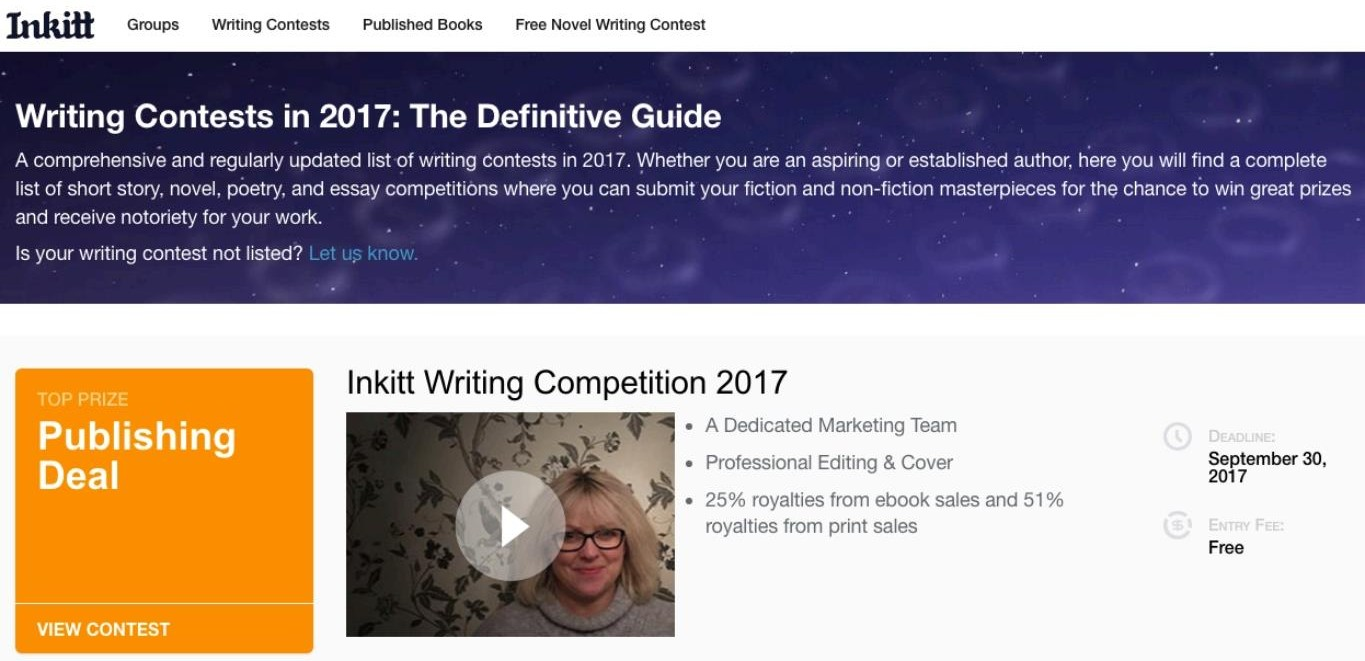 Inkitt Groups Writing Contests Published Books Free Novel Writing Contest
Writing Contests in 2017: The Definitive Guide
A comprehensive and regularly updated list of writing contests in 2017. Whether you are an aspiring or established author, here you will find a complete
list of short story, novel, poetry, and essay competitions where you can submit your fiction and non-fiction masterpieces for the chance to win great prizes
and receive notoriety for your work.
Is your writing contest not listed? Let us know.
TOP PRIZE
Publishing
Deal
VIEW CONTEST
Inkitt Writing Competition 2017
• A Dedicated Marketing Team
• Professional Editing & Cover
• 25% royalties from ebook sales and 51%
royalties from print sales
DEADLINE:
September 30,
2017
$
ENTRY FEE:
Free